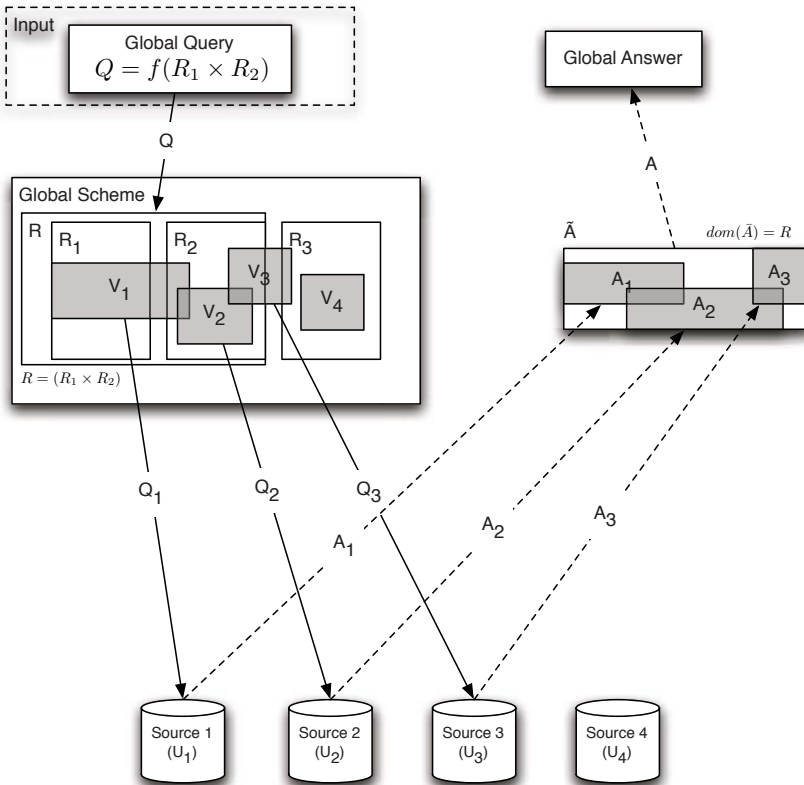 Input
Global Query
Q = f(R₁ × R₂)
Global Answer
Q
A
Global Scheme
R
R₁
R₂
R₃
V₁
V₂
V₃
V₄
R = (R₁ × R₂)
Ã
dom(Ā) = R
A₁
A₂
A₃
Q₁
Q₂
Q₃
A₁
A₂
A₃
Source 1
(U₁)
Source 2
(U₂)
Source 3
(U₃)
Source 4
(U₄)